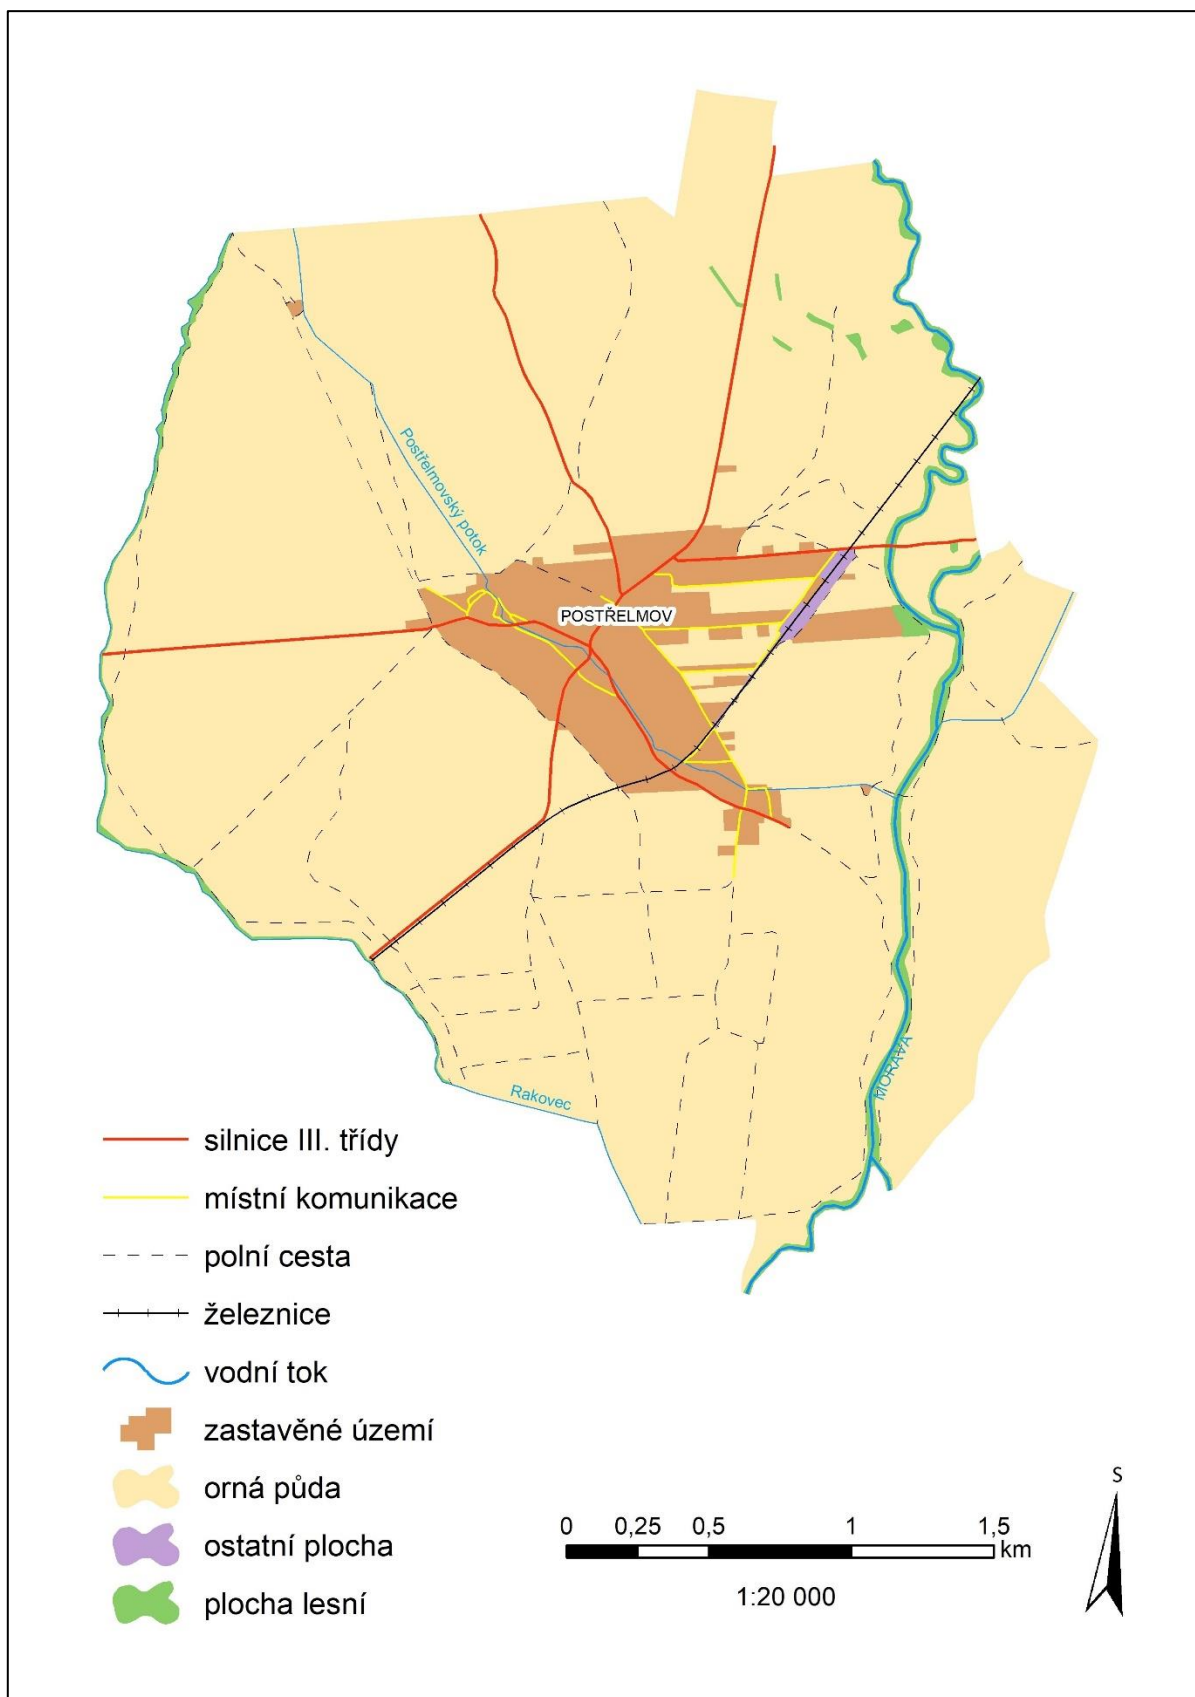 Postřelmovský potok
POSTŘELMOV
MORAVA
Rakovec
silnice III. třídy
místní komunikace
polní cesta
železnice
vodní tok
zastavěné území
orná půda
ostatní plocha
plocha lesní
0 0,25 0,5 1 1,5
km
1:20 000
S